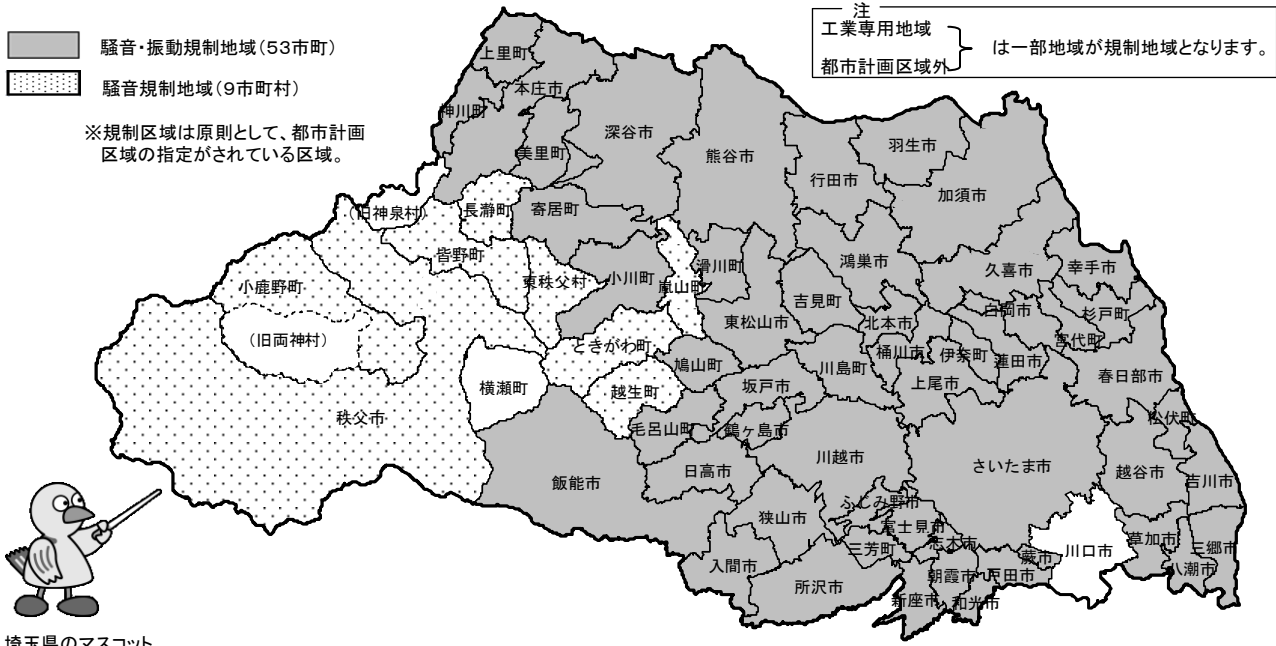 騒音・振動規制地域(53市町)
騒音規制地域(9市町村)
※規制区域は原則として、都市計画
区域の指定がされている区域。
注
工業専用地域
都市計画区域外
は一部地域が規制地域となります。
上里町
本庄市
神川町
美里町
深谷市
熊谷市
行田市
羽生市
加須市
(旧神泉村)
長瀞町
寄居町
皆野町
東秩父村
小川町
嵐山町
滑川町
鴻巣市
久喜市
幸手市
小鹿野町
吉見町
白岡市
杉戸町
(旧両神村)
東松山市
北本市
宮代町
ときがわ町
桶川市
伊奈町
蓮田市
鳩山町
川島町
春日部市
横瀬町
越生町
坂戸市
上尾市
秩父市
毛呂山町
鶴ヶ島市
松伏町
川越市
さいたま市
越谷市
吉川市
飯能市
日高市
ふじみ野市
狭山市
富士見市
三芳町
志木市
川口市
草加市
三郷市
入間市
蕨市
八潮市
所沢市
朝霞市
戸田市
新座市
和光市
埼玉県のマスコット